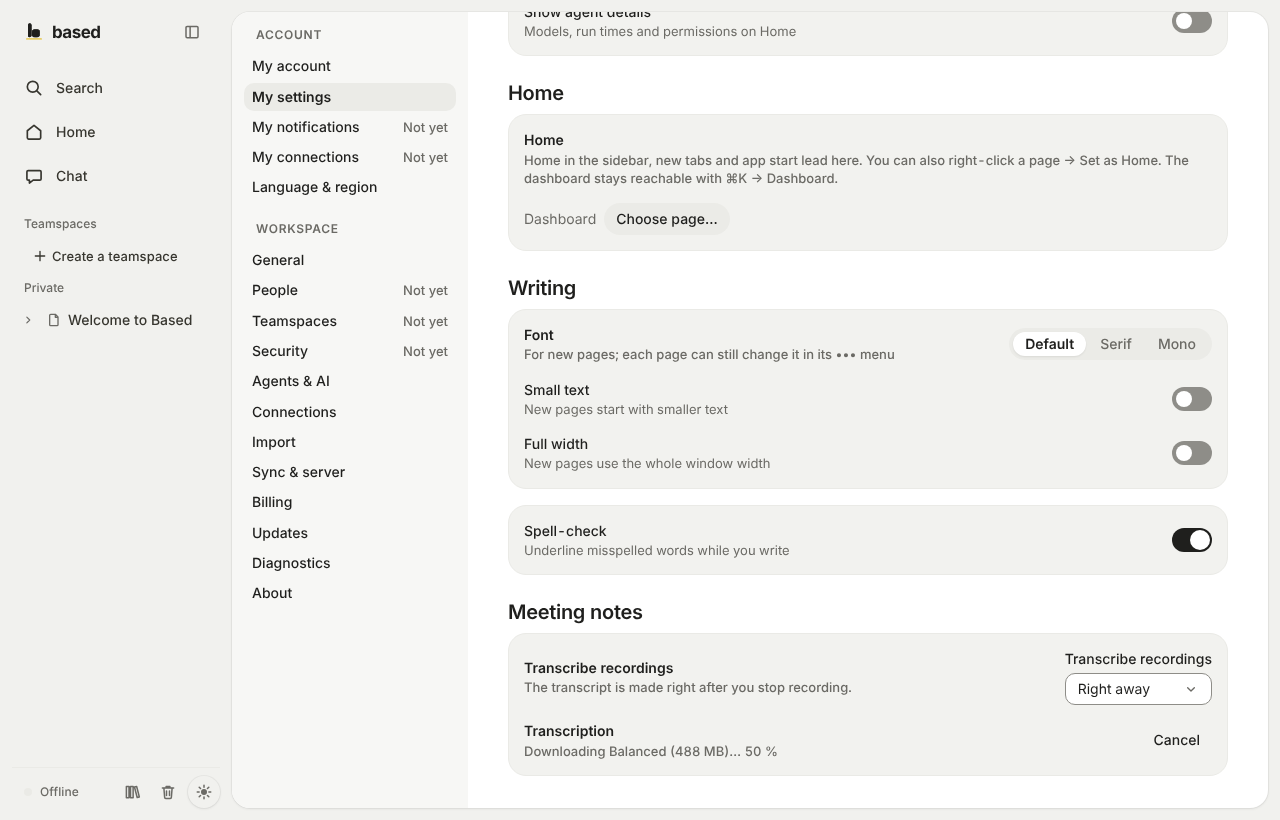 based
Search
Home
Chat
Teamspaces
Create a teamspace
Private
Welcome to Based
Offline
ACCOUNT
My account
My settings
My notifications Not yet
My connections Not yet
Language & region
WORKSPACE
General
People Not yet
Teamspaces Not yet
Security Not yet
Agents & AI
Connections
Import
Sync & server
Billing
Updates
Diagnostics
About
Show agent details
Models, run times and permissions on Home
Home
Home
Home in the sidebar, new tabs and app start lead here. You can also right-click a page → Set as Home. The
dashboard stays reachable with ⌘K → Dashboard.
Dashboard Choose page...
Writing
Font
For new pages; each page can still change it in its ••• menu
Default Serif Mono
Small text
New pages start with smaller text
Full width
New pages use the whole window width
Spell-check
Underline misspelled words while you write
Meeting notes
Transcribe recordings
The transcript is made right after you stop recording.
Transcribe recordings
Right away
Transcription
Downloading Balanced (488 MB)... 50 %
Cancel